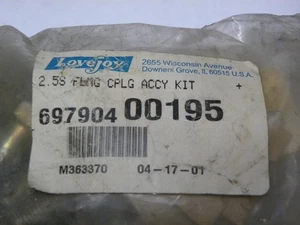 Lovejoy
2655 Wisconsin Avenue
Downers Grove, IL 60515 U.S.A.
2.5S FLNG CPLG ACCY KIT +
697904 00195
M363370 04-17-01